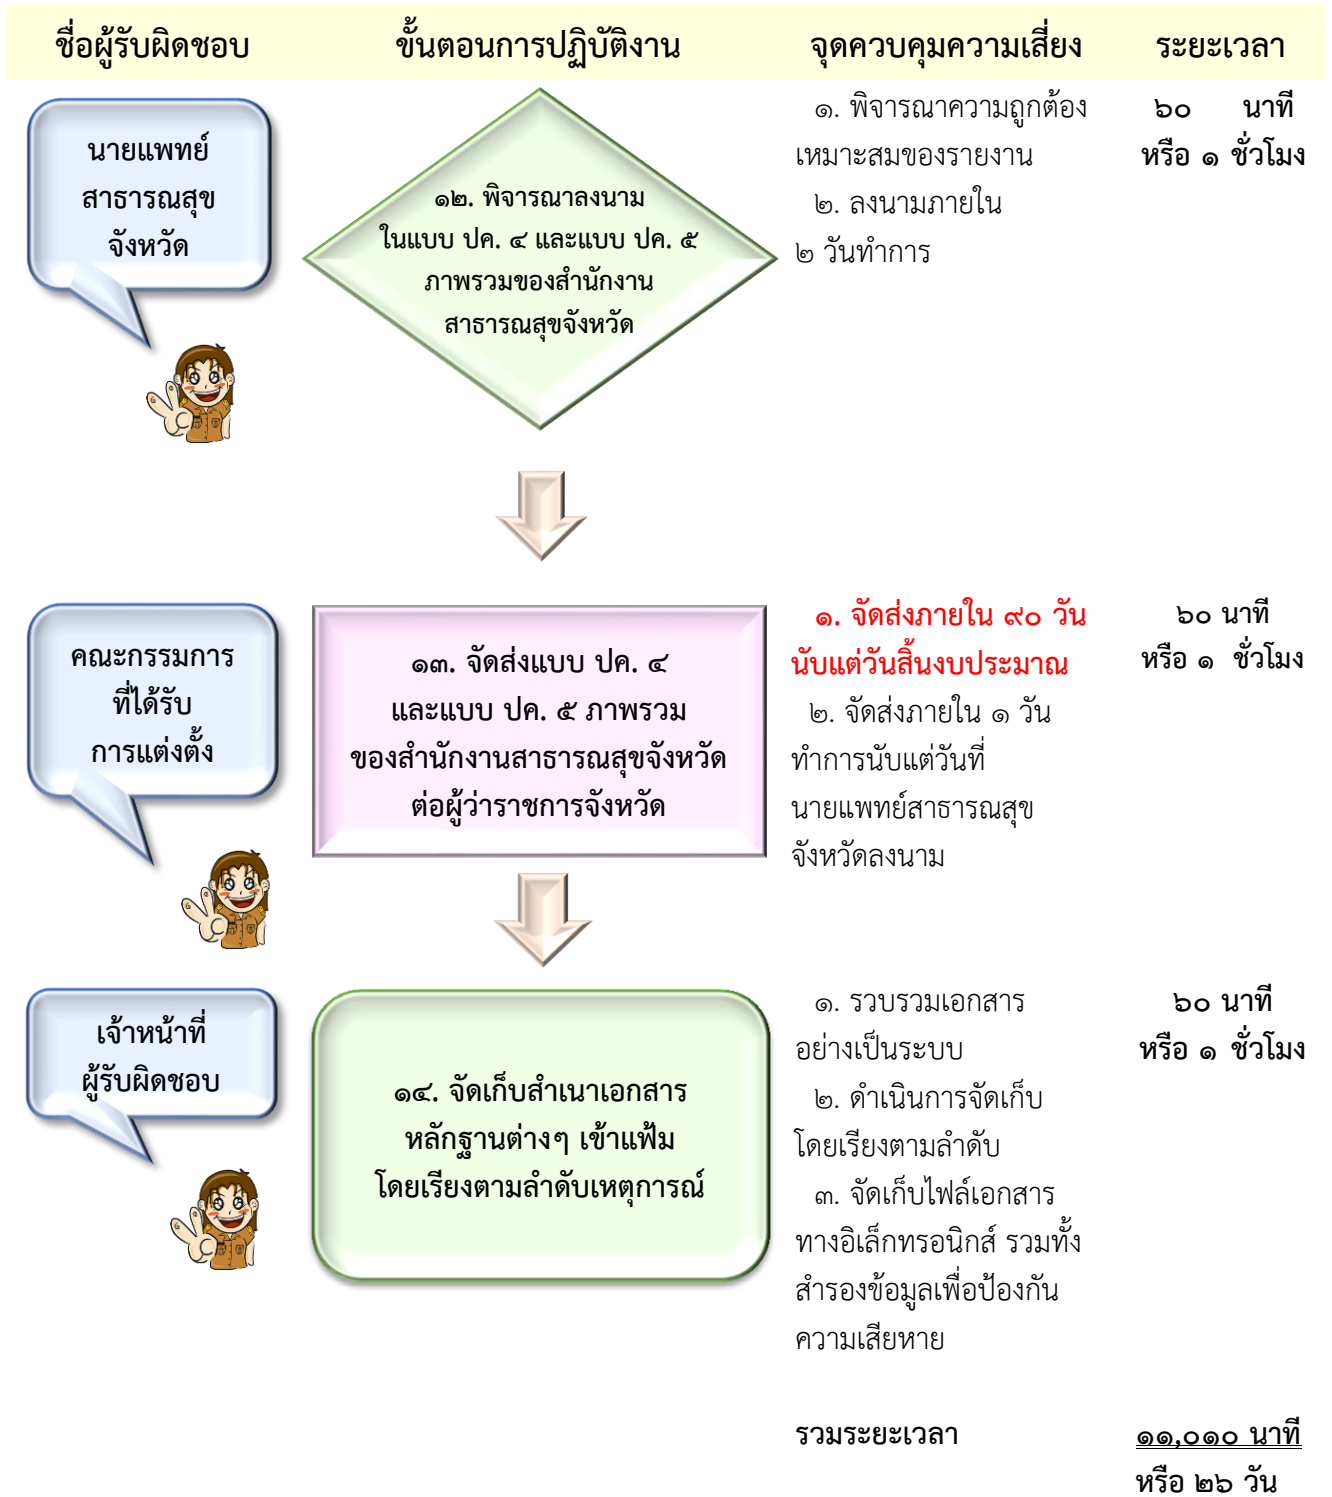 ชื่อผู้รับผิดชอบ ขั้นตอนการปฏิบัติงาน จุดควบคุมความเสี่ยง ระยะเวลา
นายแพทย์
สาธารณสุข
จังหวัด
๑๒. พิจารณาลงนาม
ในแบบ ปค. ๔ และแบบ ปค. ๕
ภาพรวมของสำนักงาน
สาธารณสุขจังหวัด
๑. พิจารณาความถูกต้อง
เหมาะสมของรายงาน
๒. ลงนามภายใน
๒ วันทำการ
๖๐ นาที
หรือ ๑ ชั่วโมง
คณะกรรมการ
ที่ได้รับ
การแต่งตั้ง
๑๓. จัดส่งแบบ ปค. ๔
และแบบ ปค. ๕ ภาพรวม
ของสำนักงานสาธารณสุขจังหวัด
ต่อผู้ว่าราชการจังหวัด
๑. จัดส่งภายใน ๙๐ วัน
นับแต่วันสิ้นงบประมาณ
๒. จัดส่งภายใน ๑ วัน
ทำการนับแต่วันที่
นายแพทย์สาธารณสุข
จังหวัดลงนาม
๖๐ นาที
หรือ ๑ ชั่วโมง
เจ้าหน้าที่
ผู้รับผิดชอบ
๑๔. จัดเก็บสำเนาเอกสาร
หลักฐานต่างๆ เข้าแฟ้ม
โดยเรียงตามลำดับเหตุการณ์
๑. รวบรวมเอกสาร
อย่างเป็นระบบ
๒. ดำเนินการจัดเก็บ
โดยเรียงตามลำดับ
๓. จัดเก็บไฟล์เอกสาร
ทางอิเล็กทรอนิกส์ รวมทั้ง
สำรองข้อมูลเพื่อป้องกัน
ความเสียหาย
๖๐ นาที
หรือ ๑ ชั่วโมง
รวมระยะเวลา ๑๑,๐๑๐ นาที
หรือ ๒๖ วัน